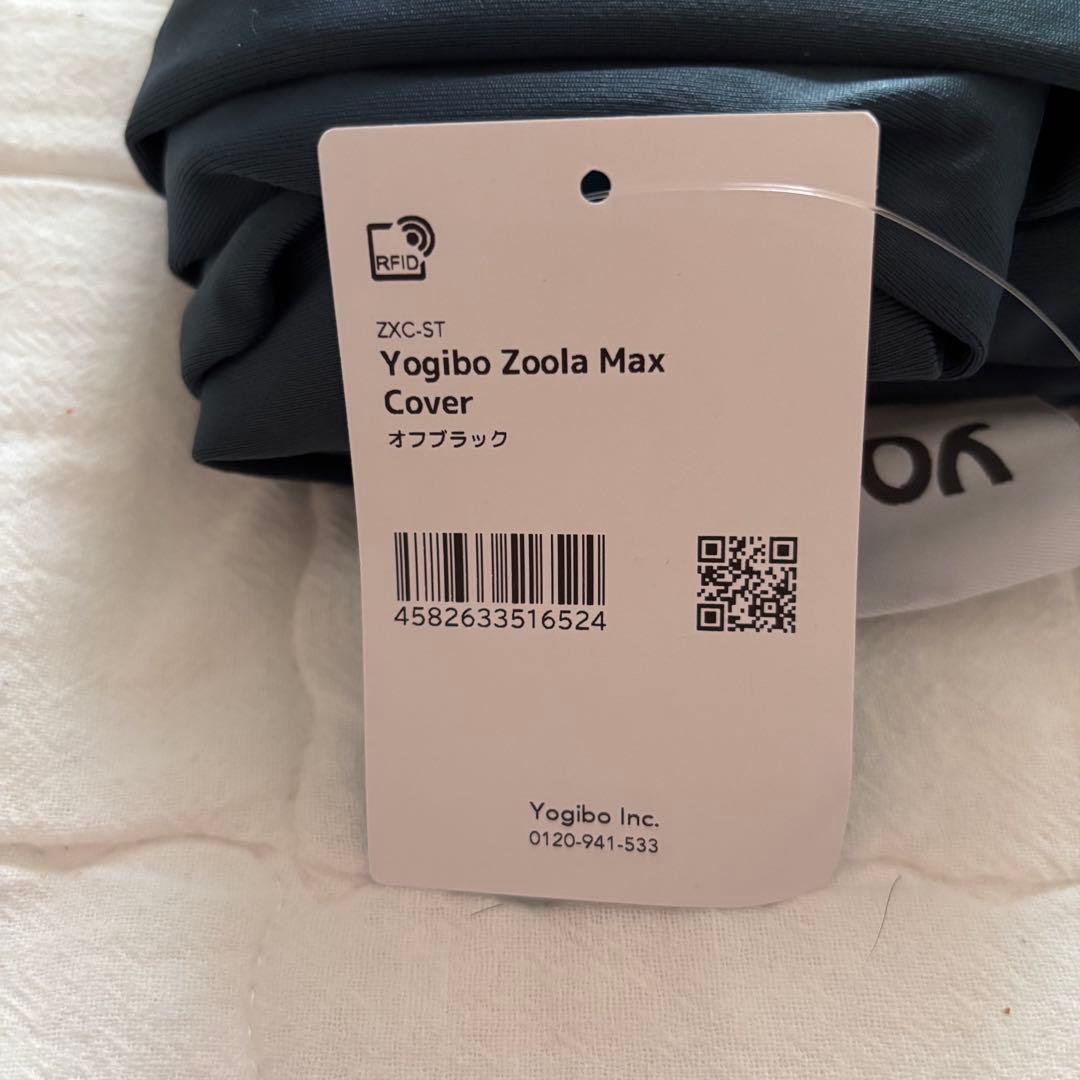 RFID
ZXC-ST
Yogibo Zoola Max
Cover
オフブラック
4582633516524
Yogibo Inc.
0120-941-533
yo